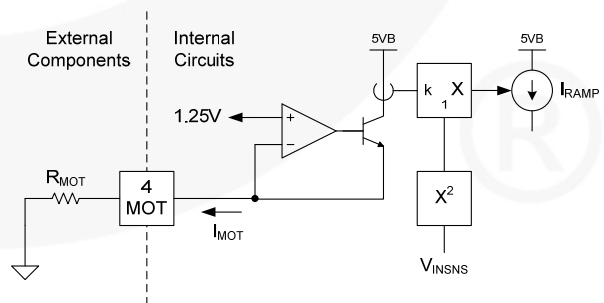 External Components
Internal Circuits
5VB
5VB
k 1 X
I_RAMP
1.25V
+
−
R_MOT
4 MOT
I_MOT
X²
V_INSNS
®